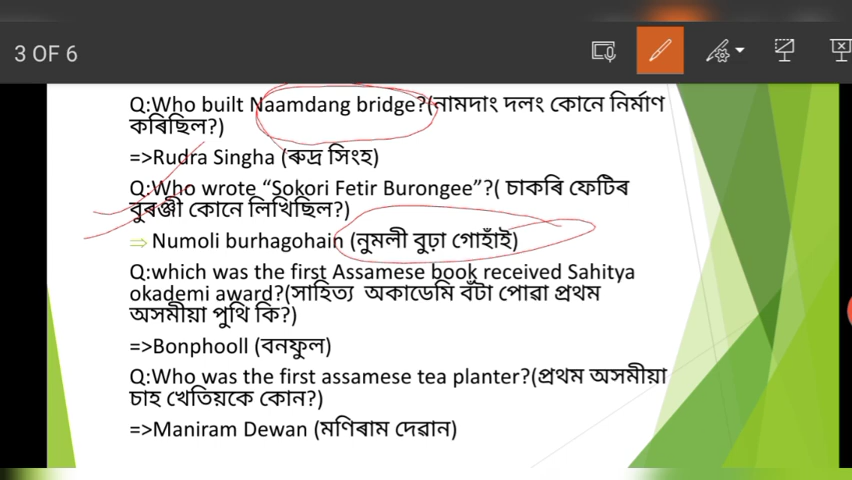 3 OF 6
Q:Who built Naamdang bridge?(নামদাং দলং কোনে নিৰ্মাণ
কৰিছিল?)
=>Rudra Singha (ৰুদ্ৰ সিংহ)
Q:Who wrote “Sokori Fetir Burongee”?( চাকৰি ফেটিৰ
বুৰঞ্জী কোনে লিখিছিল?)
⇒ Numoli burhagohain (নুমলী বুঢ়া গোহাঁই)
Q:which was the first Assamese book received Sahitya
okademi award?(সাহিত্য অকাডেমি বঁটা পোৱা প্ৰথম
অসমীয়া পুথি কি?)
=>Bonphooll (বনফুল)
Q:Who was the first assamese tea planter?(প্ৰথম অসমীয়া
চাহ খেতিয়কে কোন?)
=>Maniram Dewan (মণিৰাম দেৱান)